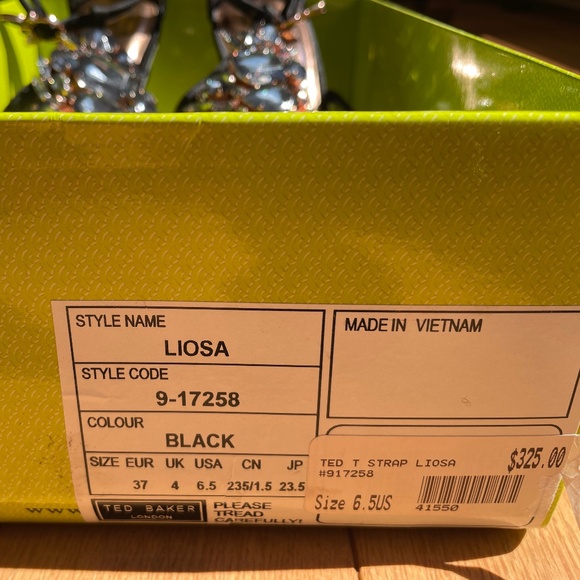 STYLE NAME
LIOSA
STYLE CODE
9-17258
COLOUR
BLACK
SIZE EUR UK USA CN JP
37 4 6.5 235/1.5 23.5
TED BAKER
LONDON
PLEASE
TREAD
CAREFULLY!
MADE IN VIETNAM
TED T STRAP LIOSA $325.00
#917258
Size 6.5US
41550
www.